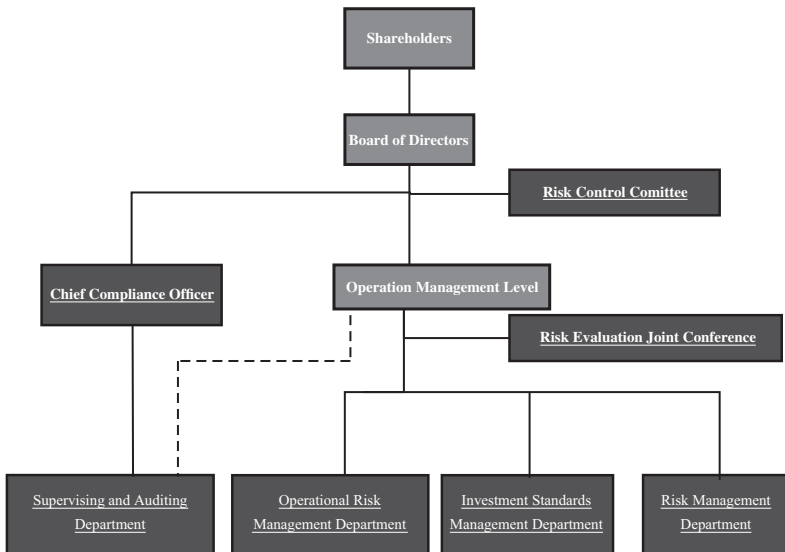 Shareholders
Board of Directors
Risk Control Comittee
Chief Compliance Officer
Operation Management Level
Risk Evaluation Joint Conference
Supervising and Auditing
Department
Operational Risk
Management Department
Investment Standards
Management Department
Risk Management
Department